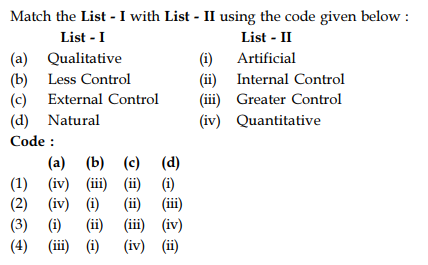 Match the List - I with List - II using the code given below :
List - I List - II
(a) Qualitative (i) Artificial
(b) Less Control (ii) Internal Control
(c) External Control (iii) Greater Control
(d) Natural (iv) Quantitative
Code :
(a) (b) (c) (d)
(1) (iv) (iii) (ii) (i)
(2) (iv) (i) (ii) (iii)
(3) (i) (ii) (iii) (iv)
(4) (iii) (i) (iv) (ii)